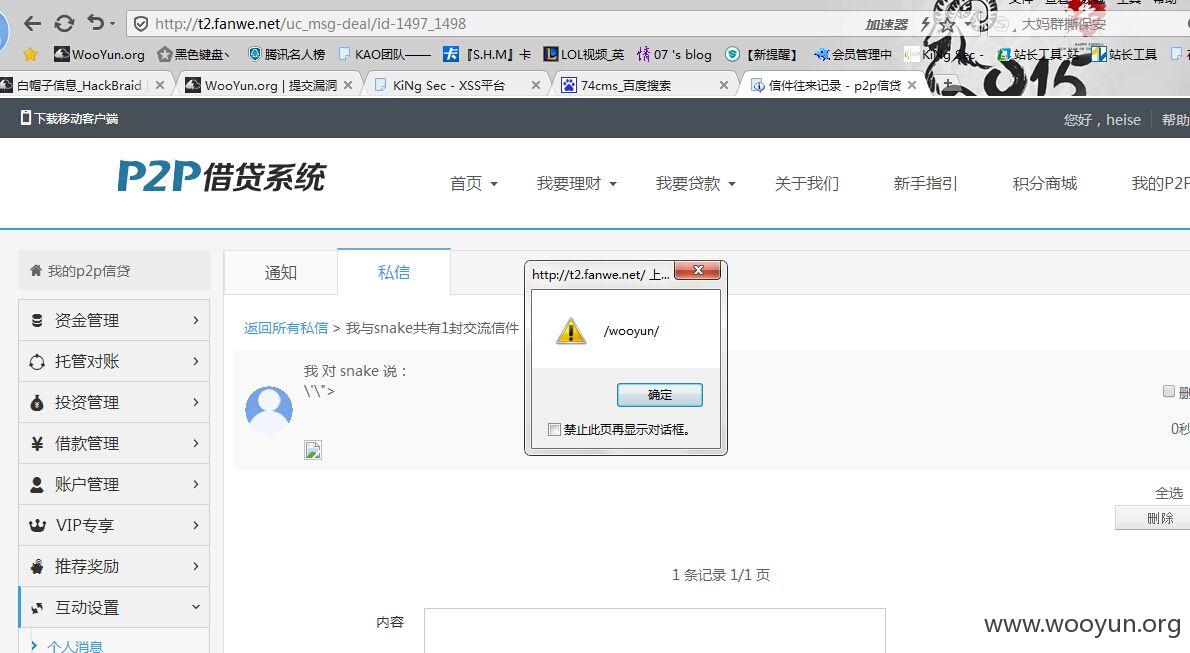 http://t2.fanwe.net/uc_msg-deal/id-1497_1498
加速器
大妈群撕保安
WooYun.org 黑色键盘 腾讯名人榜 KAO团队—— 『S.H.M』卡 LOL视频_英 07 's blog 【新提醒】 会员管理中 KiNg Sec - 站长工具-站 站长工具
白帽子信息_HackBraid WooYun.org | 提交漏洞 KiNg Sec - XSS平台 74cms_百度搜索 信件往来记录 - p2p信贷
下载移动客户端
您好，heise 帮助
P2P借贷系统
首页 我要理财 我要贷款 关于我们 新手指引 积分商城 我的P2P
我的p2p信贷
资金管理
托管对账
投资管理
借款管理
账户管理
VIP专享
推荐奖励
互动设置
个人消息
通知 私信
返回所有私信 > 我与snake共有1封交流信件
我 对 snake 说：
\'\">
删
0秒
http://t2.fanwe.net/ 上...
/wooyun/
确定
禁止此页再显示对话框。
全选
删除
1 条记录 1/1 页
内容
www.wooyun.org